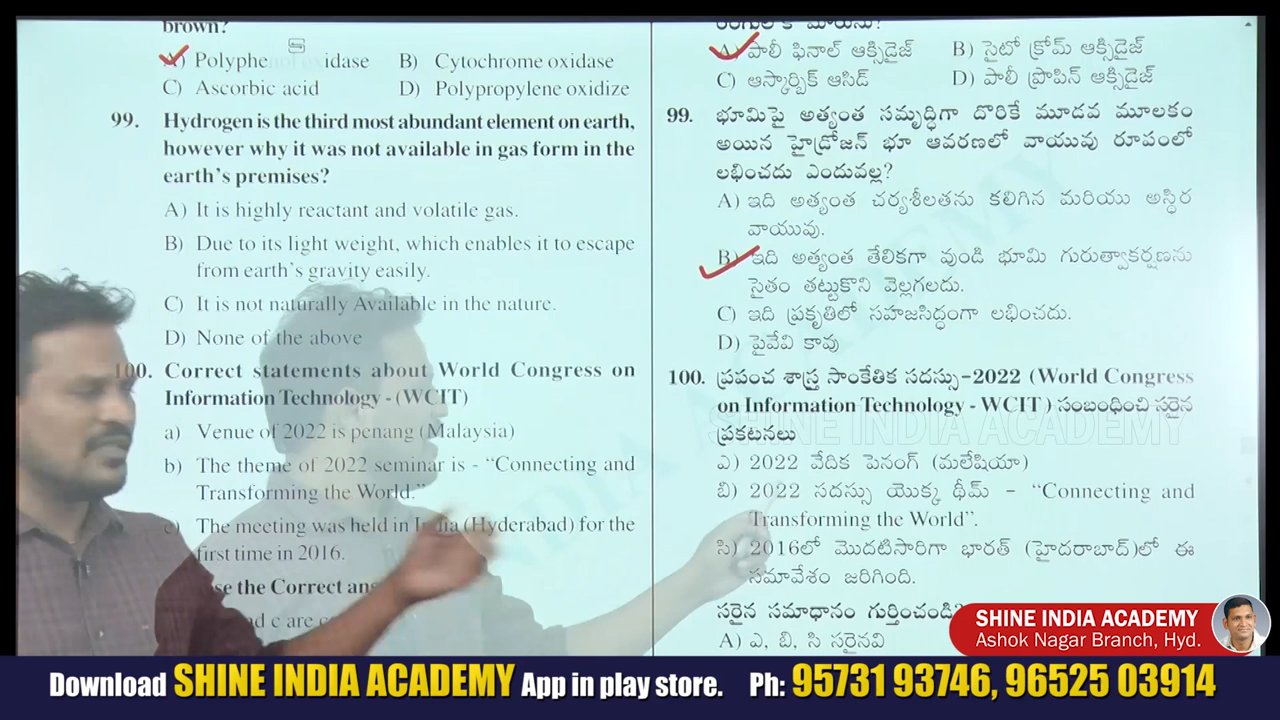 brown?
A) Polyphenol oxidase B) Cytochrome oxidase
C) Ascorbic acid D) Polypropylene oxidize
99. Hydrogen is the third most abundant element on earth,
however why it was not available in gas form in the
earth's premises?
A) It is highly reactant and volatile gas.
B) Due to its light weight, which enables it to escape
from earth's gravity easily.
C) It is not naturally Available in the nature.
D) None of the above
100. Correct statements about World Congress on
Information Technology - (WCIT)
a) Venue of 2022 is penang (Malaysia)
b) The theme of 2022 seminar is - “Connecting and
Transforming the World.”
c) The meeting was held in India (Hyderabad) for the
first time in 2016.
the Correct
c are
A) పాలీ ఫినాల్ ఆక్సిడైజ్ B) సైటో క్రోమ్ ఆక్సిడైజ్
C) ఆస్కార్బిక్ ఆసిడ్ D) పాలీ ప్రొపిన్ ఆక్సిడైజ్
99. భూమిపై అత్యంత సమృద్ధిగా దొరికే మూడవ మూలకం
అయిన హైడ్రోజన్ భూ ఆవరణలో వాయువు రూపంలో
లభించదు ఎందువల్ల?
A) ఇది అత్యంత చర్యశీలతను కలిగిన మరియు అస్థిర
వాయువు.
B) ఇది అత్యంత తేలికగా వుండి భూమి గురుత్వాకర్షణను
సైతం తట్టుకొని వెల్లగలదు.
C) ఇది ప్రకృతిలో సహజసిద్ధంగా లభించదు.
D) పైవేవి కావు
100. ప్రపంచ శాస్త్ర సాంకేతిక సదస్సు-2022 (World Congress
on Information Technology - WCIT ) సంబంధించి సరైన
ప్రకటనలు
ఎ) 2022 వేదిక పెనంగ్ (మలేషియా)
బి) 2022 సదస్సు యొక్క థీమ్ - “Connecting and
Transforming the World”.
సి) 2016లో మొదటిసారిగా భారత్ (హైదరాబాద్)లో ఈ
సమావేశం జరిగింది.
సరైన సమాధానం గుర్తించండి?
A) ఎ, బి, సి సరైనవి
SHINE INDIA ACADEMY
SHINE INDIA ACADEMY
Ashok Nagar Branch, Hyd.
Download SHINE INDIA ACADEMY App in play store. Ph: 95731 93746, 96525 03914